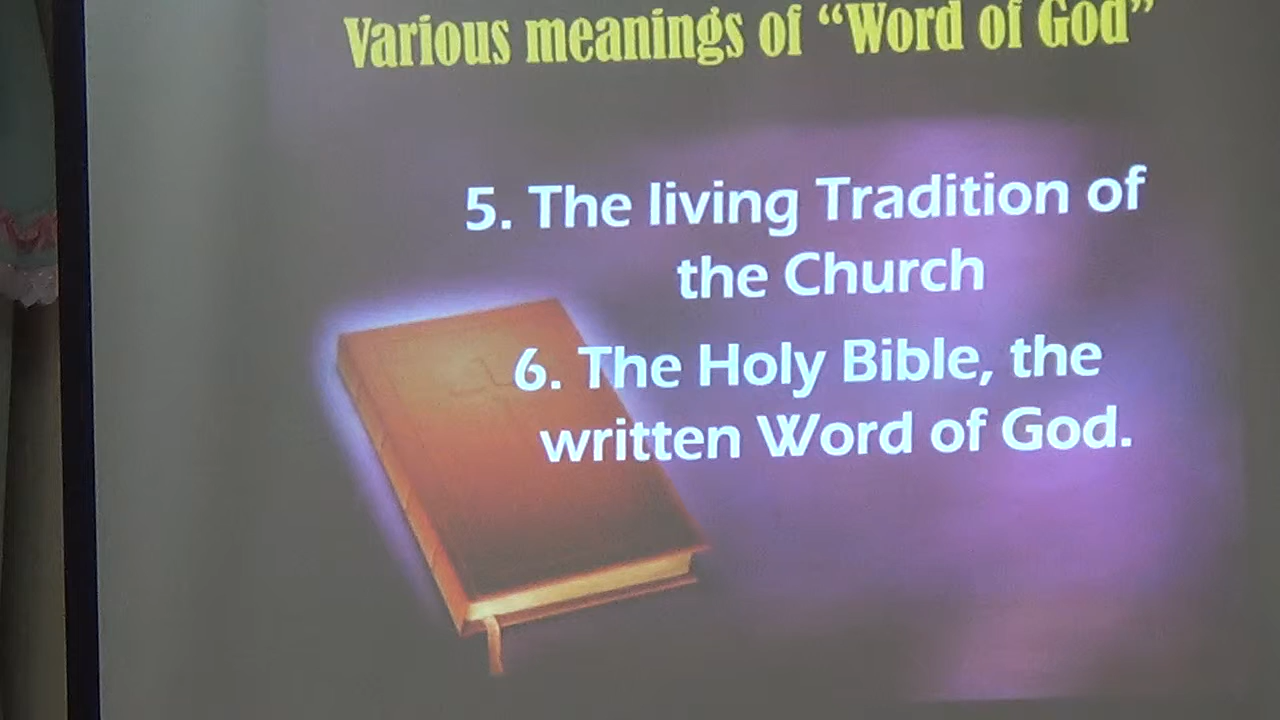 Various meanings of “Word of God”
5. The living Tradition of
the Church
6. The Holy Bible, the
written Word of God.